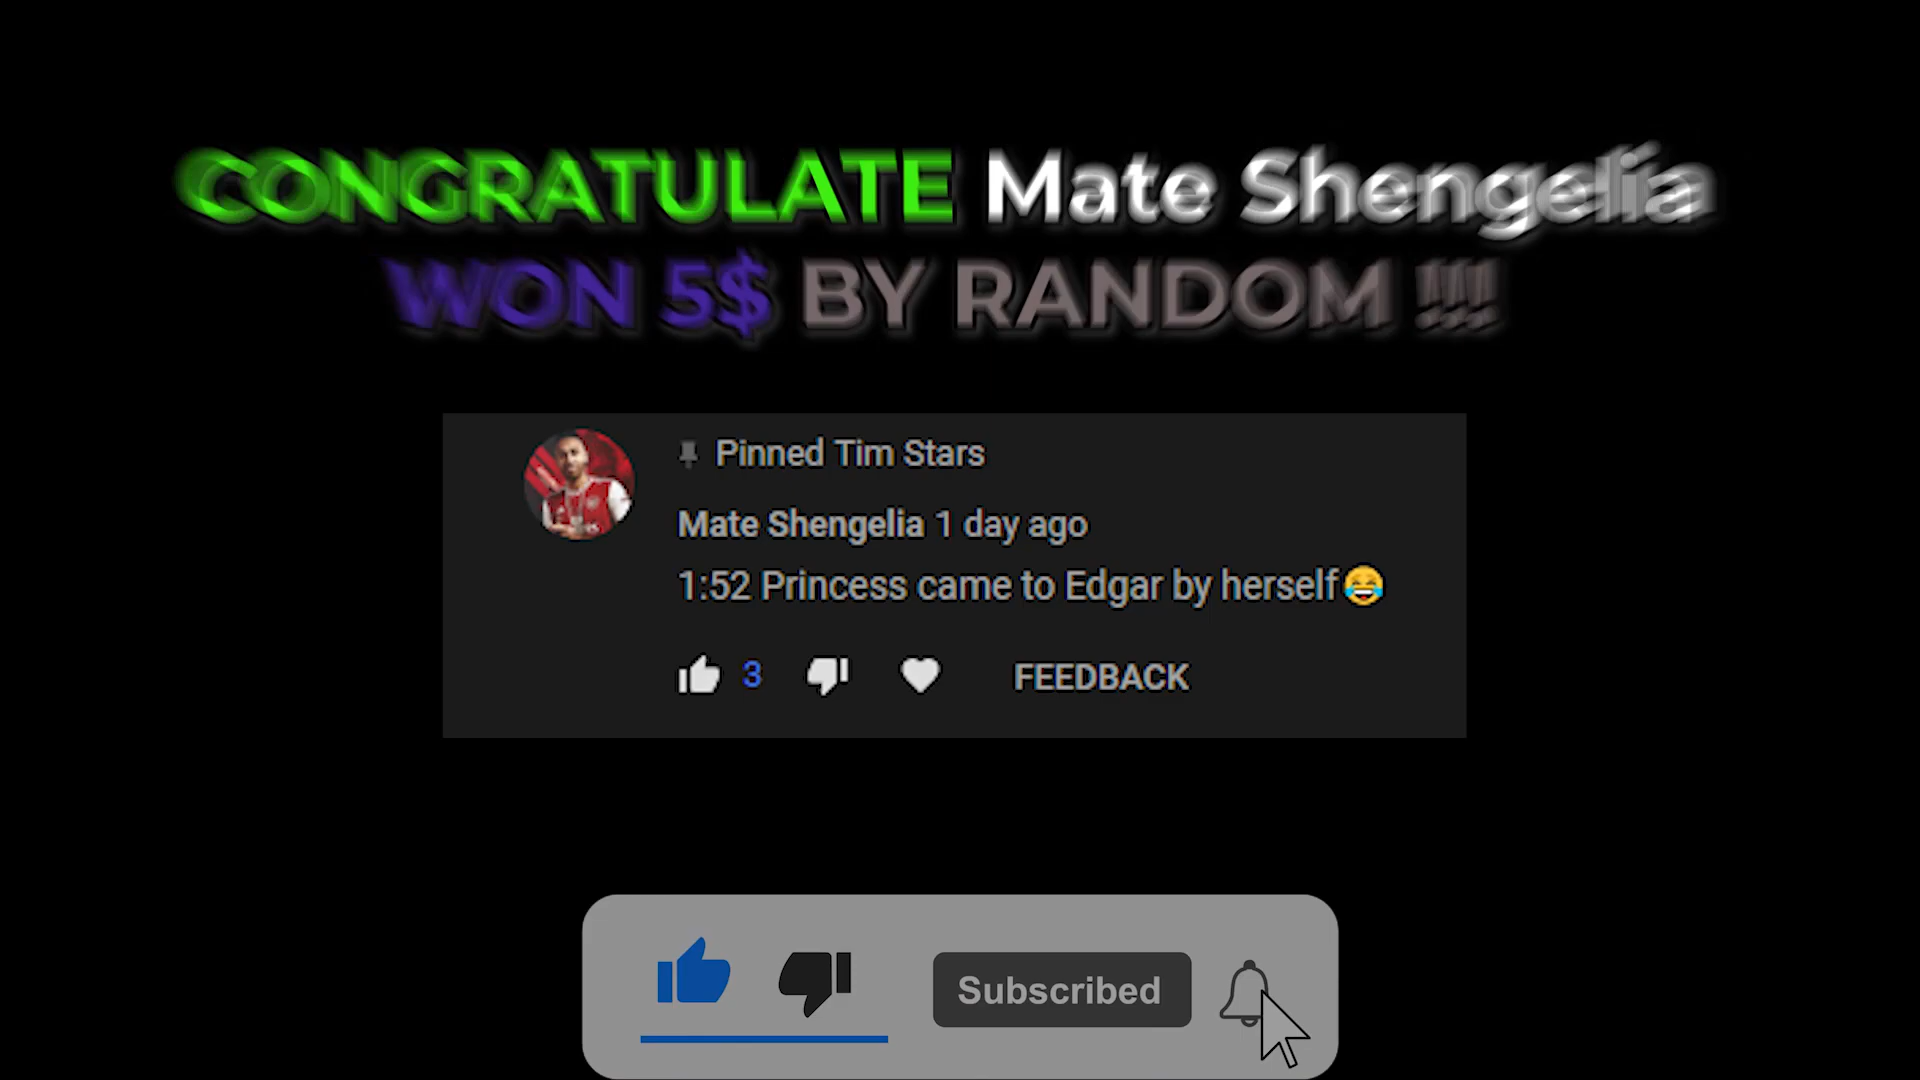 CONGRATULATE Mate Shengelia
WON 5$ BY RANDOM !!!
Pinned Tim Stars
Mate Shengelia 1 day ago
1:52 Princess came to Edgar by herself😂
3 FEEDBACK
Subscribed